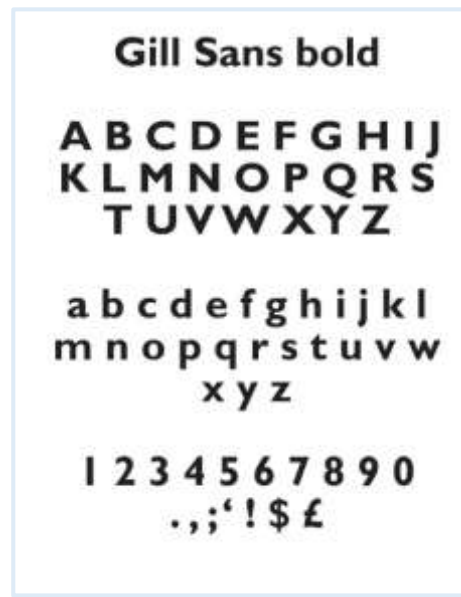 Gill Sans bold
A B C D E F G H I J
K L M N O P Q R S
T U V W X Y Z
a b c d e f g h i j k l
m n o p q r s t u v w
x y z
1 2 3 4 5 6 7 8 9 0
.,;‘!$£